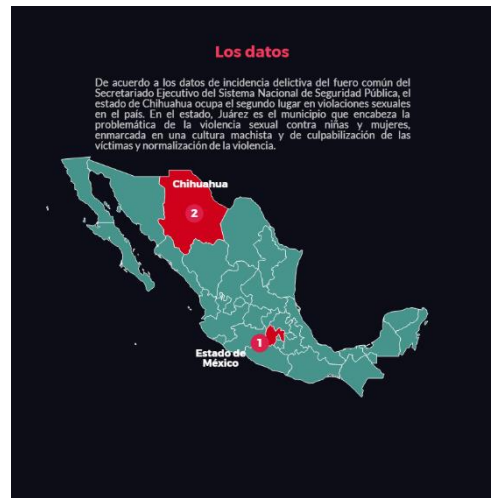 Los datos
De acuerdo a los datos de incidencia delictiva del fuero común del
Secretariado Ejecutivo del Sistema Nacional de Seguridad Pública, el
estado de Chihuahua ocupa el segundo lugar en violaciones sexuales
en el país. En el estado, Juárez es el municipio que encabeza la
problemática de la violencia sexual contra niñas y mujeres,
enmarcada en una cultura machista y de culpabilización de las
víctimas y normalización de la violencia.
Chihuahua
2
1
Estado de
México